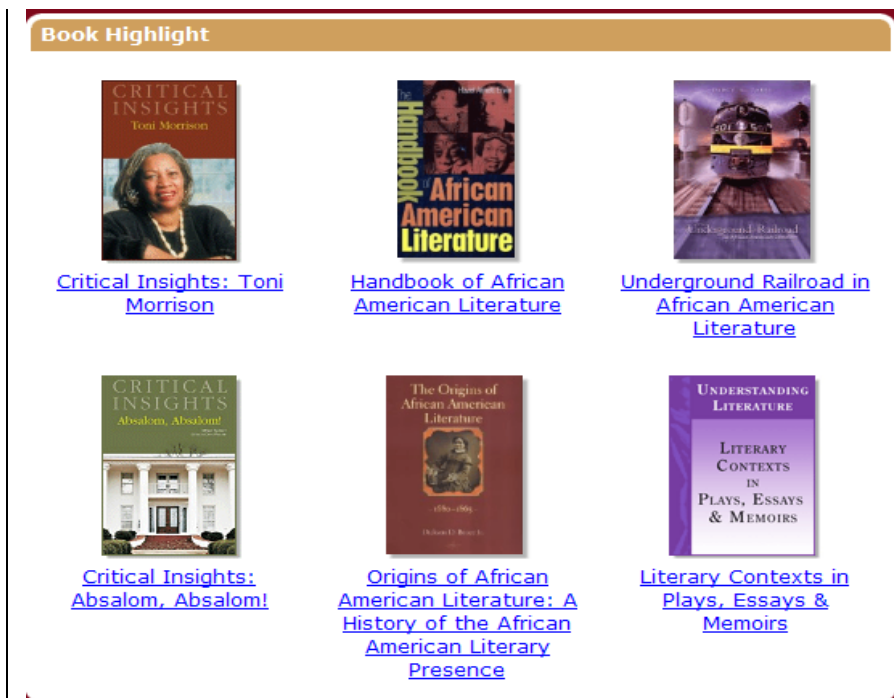 Book Highlight
CRITICAL
INSIGHTS
Toni Morrison
The
Handbook
of African
American
Literature
Underground Railroad
Critical Insights: Toni
Morrison
Handbook of African
American Literature
Underground Railroad in
African American
Literature
CRITICAL
INSIGHTS
Absalom, Absalom!
The Origins of
African American
Literature
UNDERSTANDING
LITERATURE
LITERARY
CONTEXTS
IN
PLAYS, ESSAYS
& MEMOIRS
Critical Insights:
Absalom, Absalom!
Origins of African
American Literature: A
History of the African
American Literary
Presence
Literary Contexts in
Plays, Essays &
Memoirs